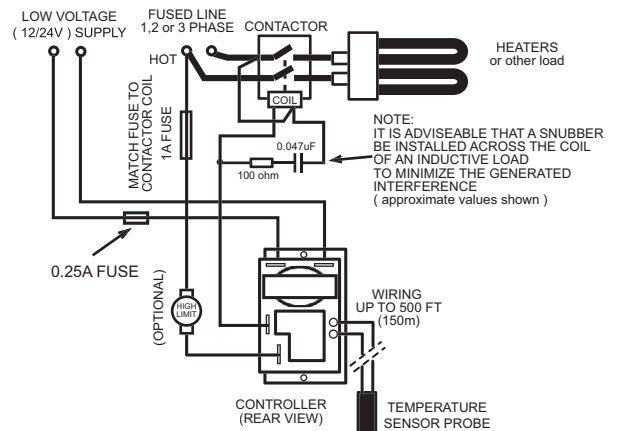 LOW VOLTAGE
( 12/24V ) SUPPLY
FUSED LINE
1,2 or 3 PHASE
CONTACTOR
HOT
HEATERS
or other load
COIL
MATCH FUSE TO
CONTACTOR COIL
1A FUSE
0.047uF
100 ohm
NOTE:
IT IS ADVISEABLE THAT A SNUBBER
BE INSTALLED ACROSS THE COIL
OF AN INDUCTIVE LOAD
TO MINIMIZE THE GENERATED
INTERFERENCE
( approximate values shown )
0.25A FUSE
(OPTIONAL)
HIGH
LIMIT
WIRING
UP TO 500 FT
(150m)
CONTROLLER
(REAR VIEW)
TEMPERATURE
SENSOR PROBE